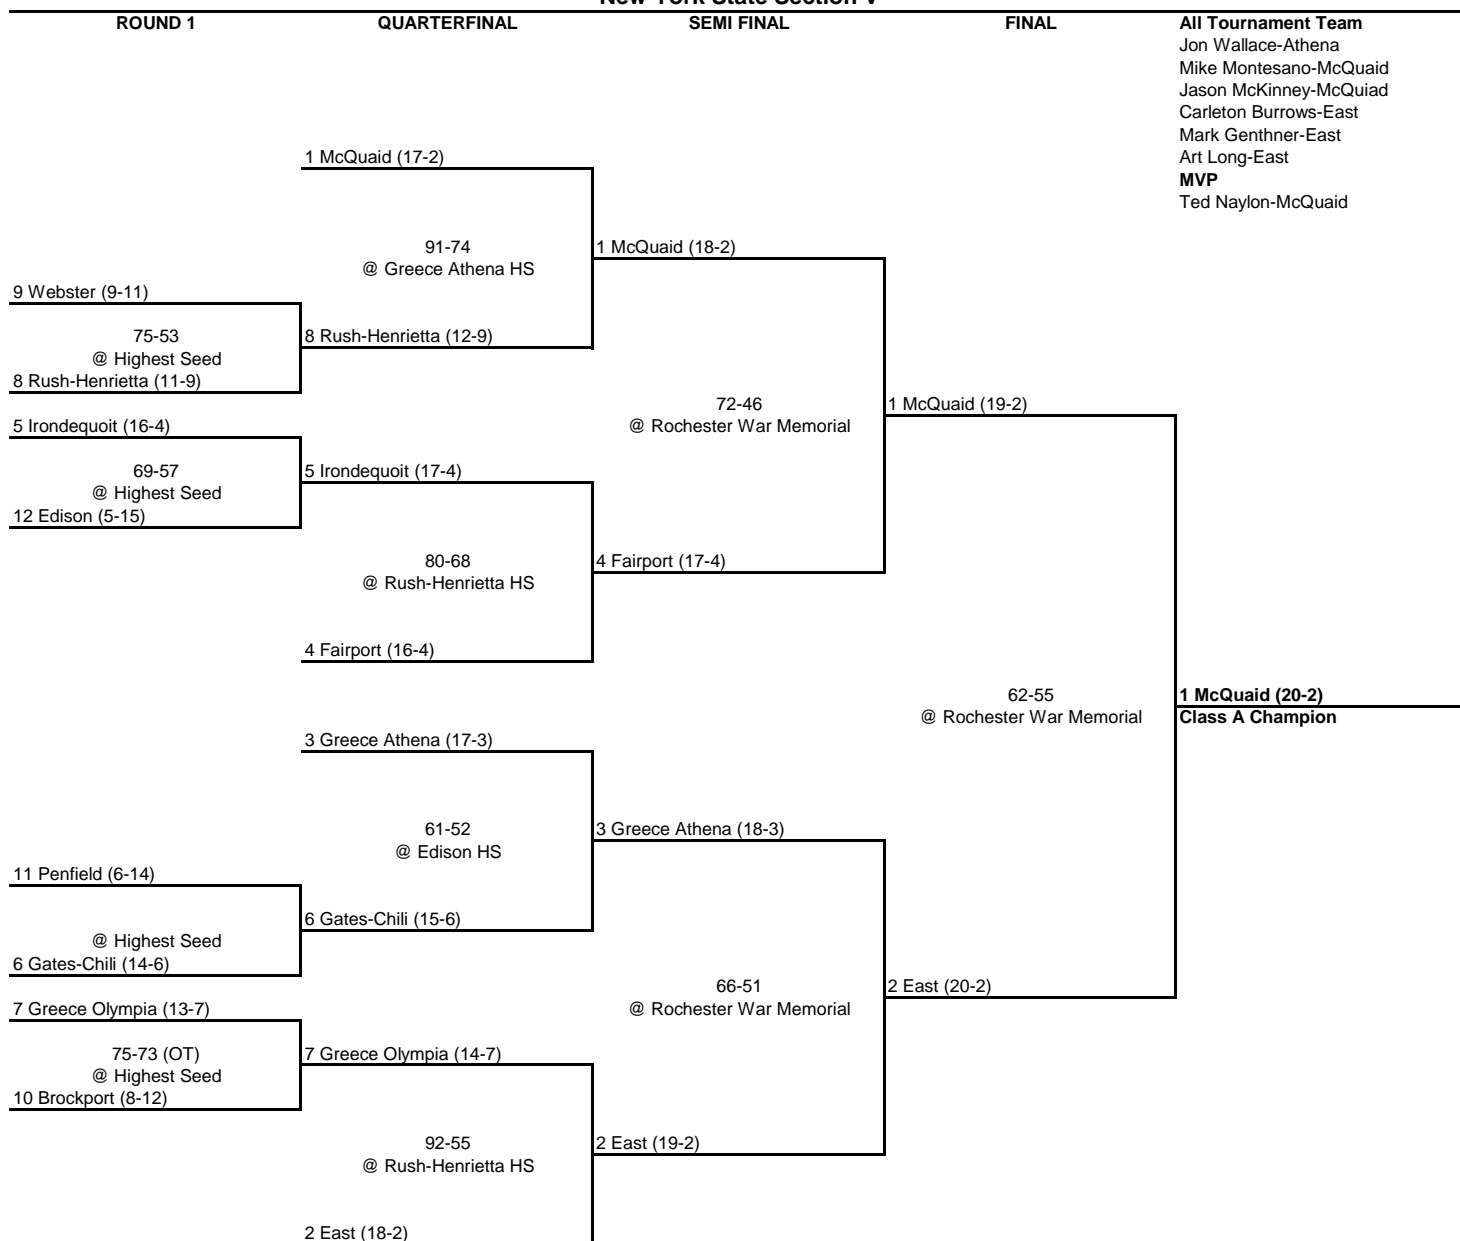 ROUND 1 QUARTERFINAL SEMI FINAL FINAL All Tournament Team
Jon Wallace-Athena
Mike Montesano-McQuaid
Jason McKinney-McQuiad
Carleton Burrows-East
Mark Genthner-East
1 McQuaid (17-2) Art Long-East
MVP
Ted Naylon-McQuaid
91-74 1 McQuaid (18-2)
@ Greece Athena HS
9 Webster (9-11)
75-53 8 Rush-Henrietta (12-9)
@ Highest Seed
8 Rush-Henrietta (11-9)
72-46 1 McQuaid (19-2)
5 Irondequoit (16-4) @ Rochester War Memorial
69-57 5 Irondequoit (17-4)
@ Highest Seed
12 Edison (5-15)
80-68 4 Fairport (17-4)
@ Rush-Henrietta HS
4 Fairport (16-4)
62-55 1 McQuaid (20-2)
@ Rochester War Memorial Class A Champion
3 Greece Athena (17-3)
61-52 3 Greece Athena (18-3)
@ Edison HS
11 Penfield (6-14)
6 Gates-Chili (15-6)
@ Highest Seed
6 Gates-Chili (14-6)
66-51 2 East (20-2)
7 Greece Olympia (13-7) @ Rochester War Memorial
75-73 (OT) 7 Greece Olympia (14-7)
@ Highest Seed
10 Brockport (8-12)
92-55 2 East (19-2)
@ Rush-Henrietta HS
2 East (18-2)